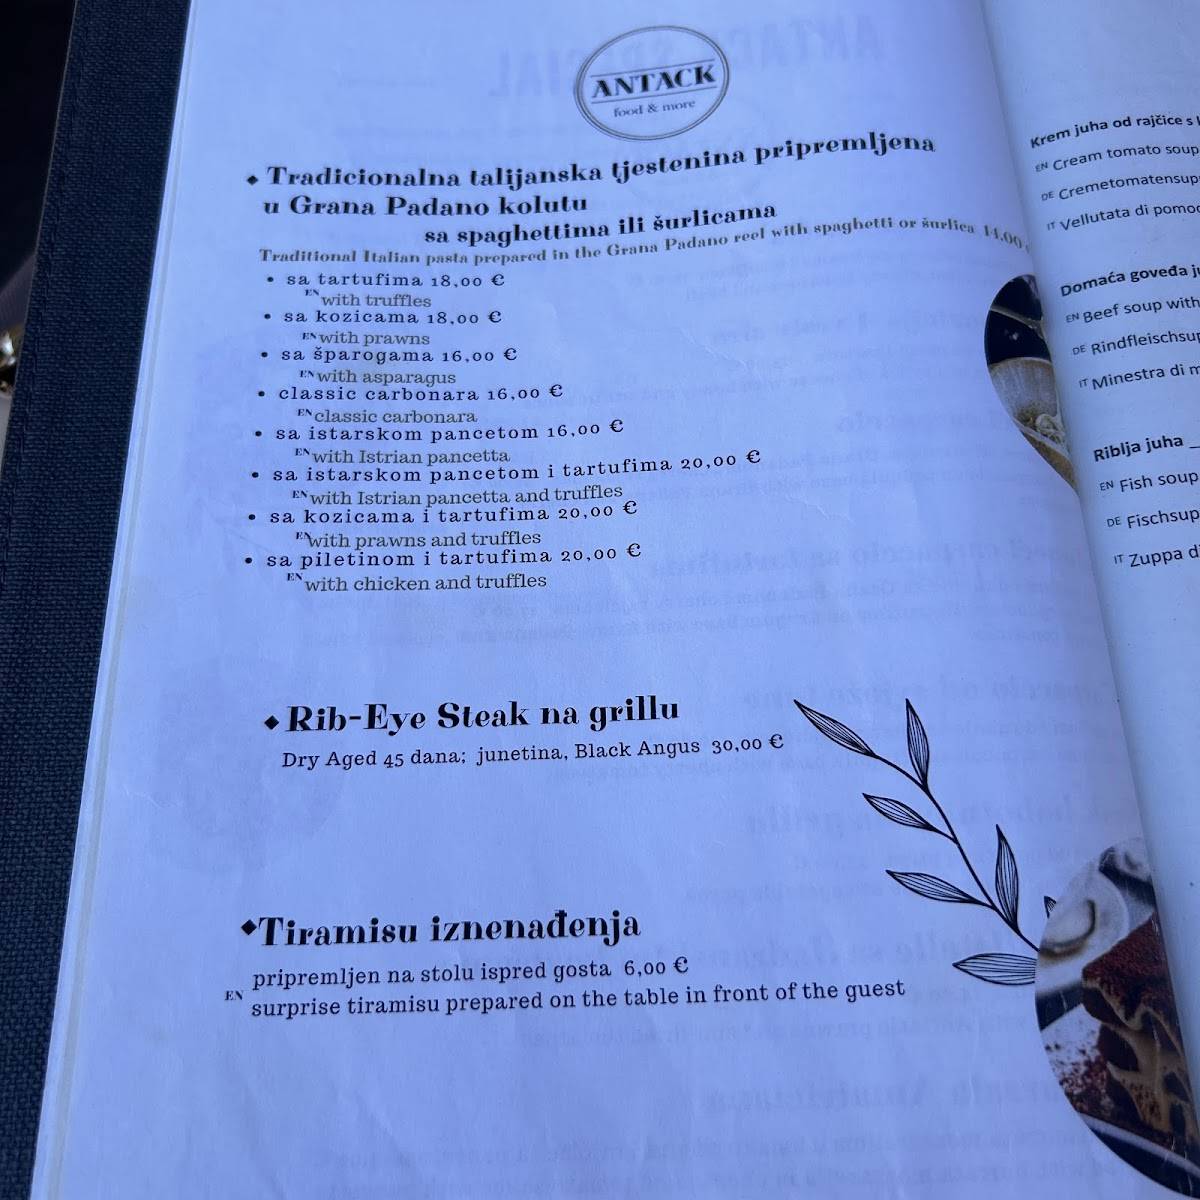 ANTACK
food & more
Tradicionalna talijanska tjestenina pripremljena
u Grana Padano kolutu
sa spaghettima ili šurlicama
Traditional Italian pasta prepared in the Grana Padano reel with spaghetti or šurlica 14,00
• sa tartufima 18,00 €
EN with truffles
• sa kozicama 18,00 €
EN with prawns
• sa šparogama 16,00 €
EN with asparagus
• classic carbonara 16,00 €
EN classic carbonara
• sa istarskom pancetom 16,00 €
EN with Istrian pancetta
• sa istarskom pancetom i tartufima 20,00 €
EN with Istrian pancetta and truffles
• sa kozicama i tartufima 20,00 €
EN with prawns and truffles
• sa piletinom i tartufima 20,00 €
EN with chicken and truffles
Rib-Eye Steak na grillu
Dry Aged 45 dana; junetina, Black Angus 30,00 €
Tiramisu iznenađenja
pripremljen na stolu ispred gosta 6,00 €
EN surprise tiramisu prepared on the table in front of the guest
Krem juha od rajčice s
EN Cream tomato soup
DE Cremetomatensup
IT Vellutata di pomo
Domaća goveđa j
EN Beef soup with
DE Rindfleischsu
IT Minestra di m
Riblja juha
EN Fish soup
DE Fischsup
IT Zuppa d